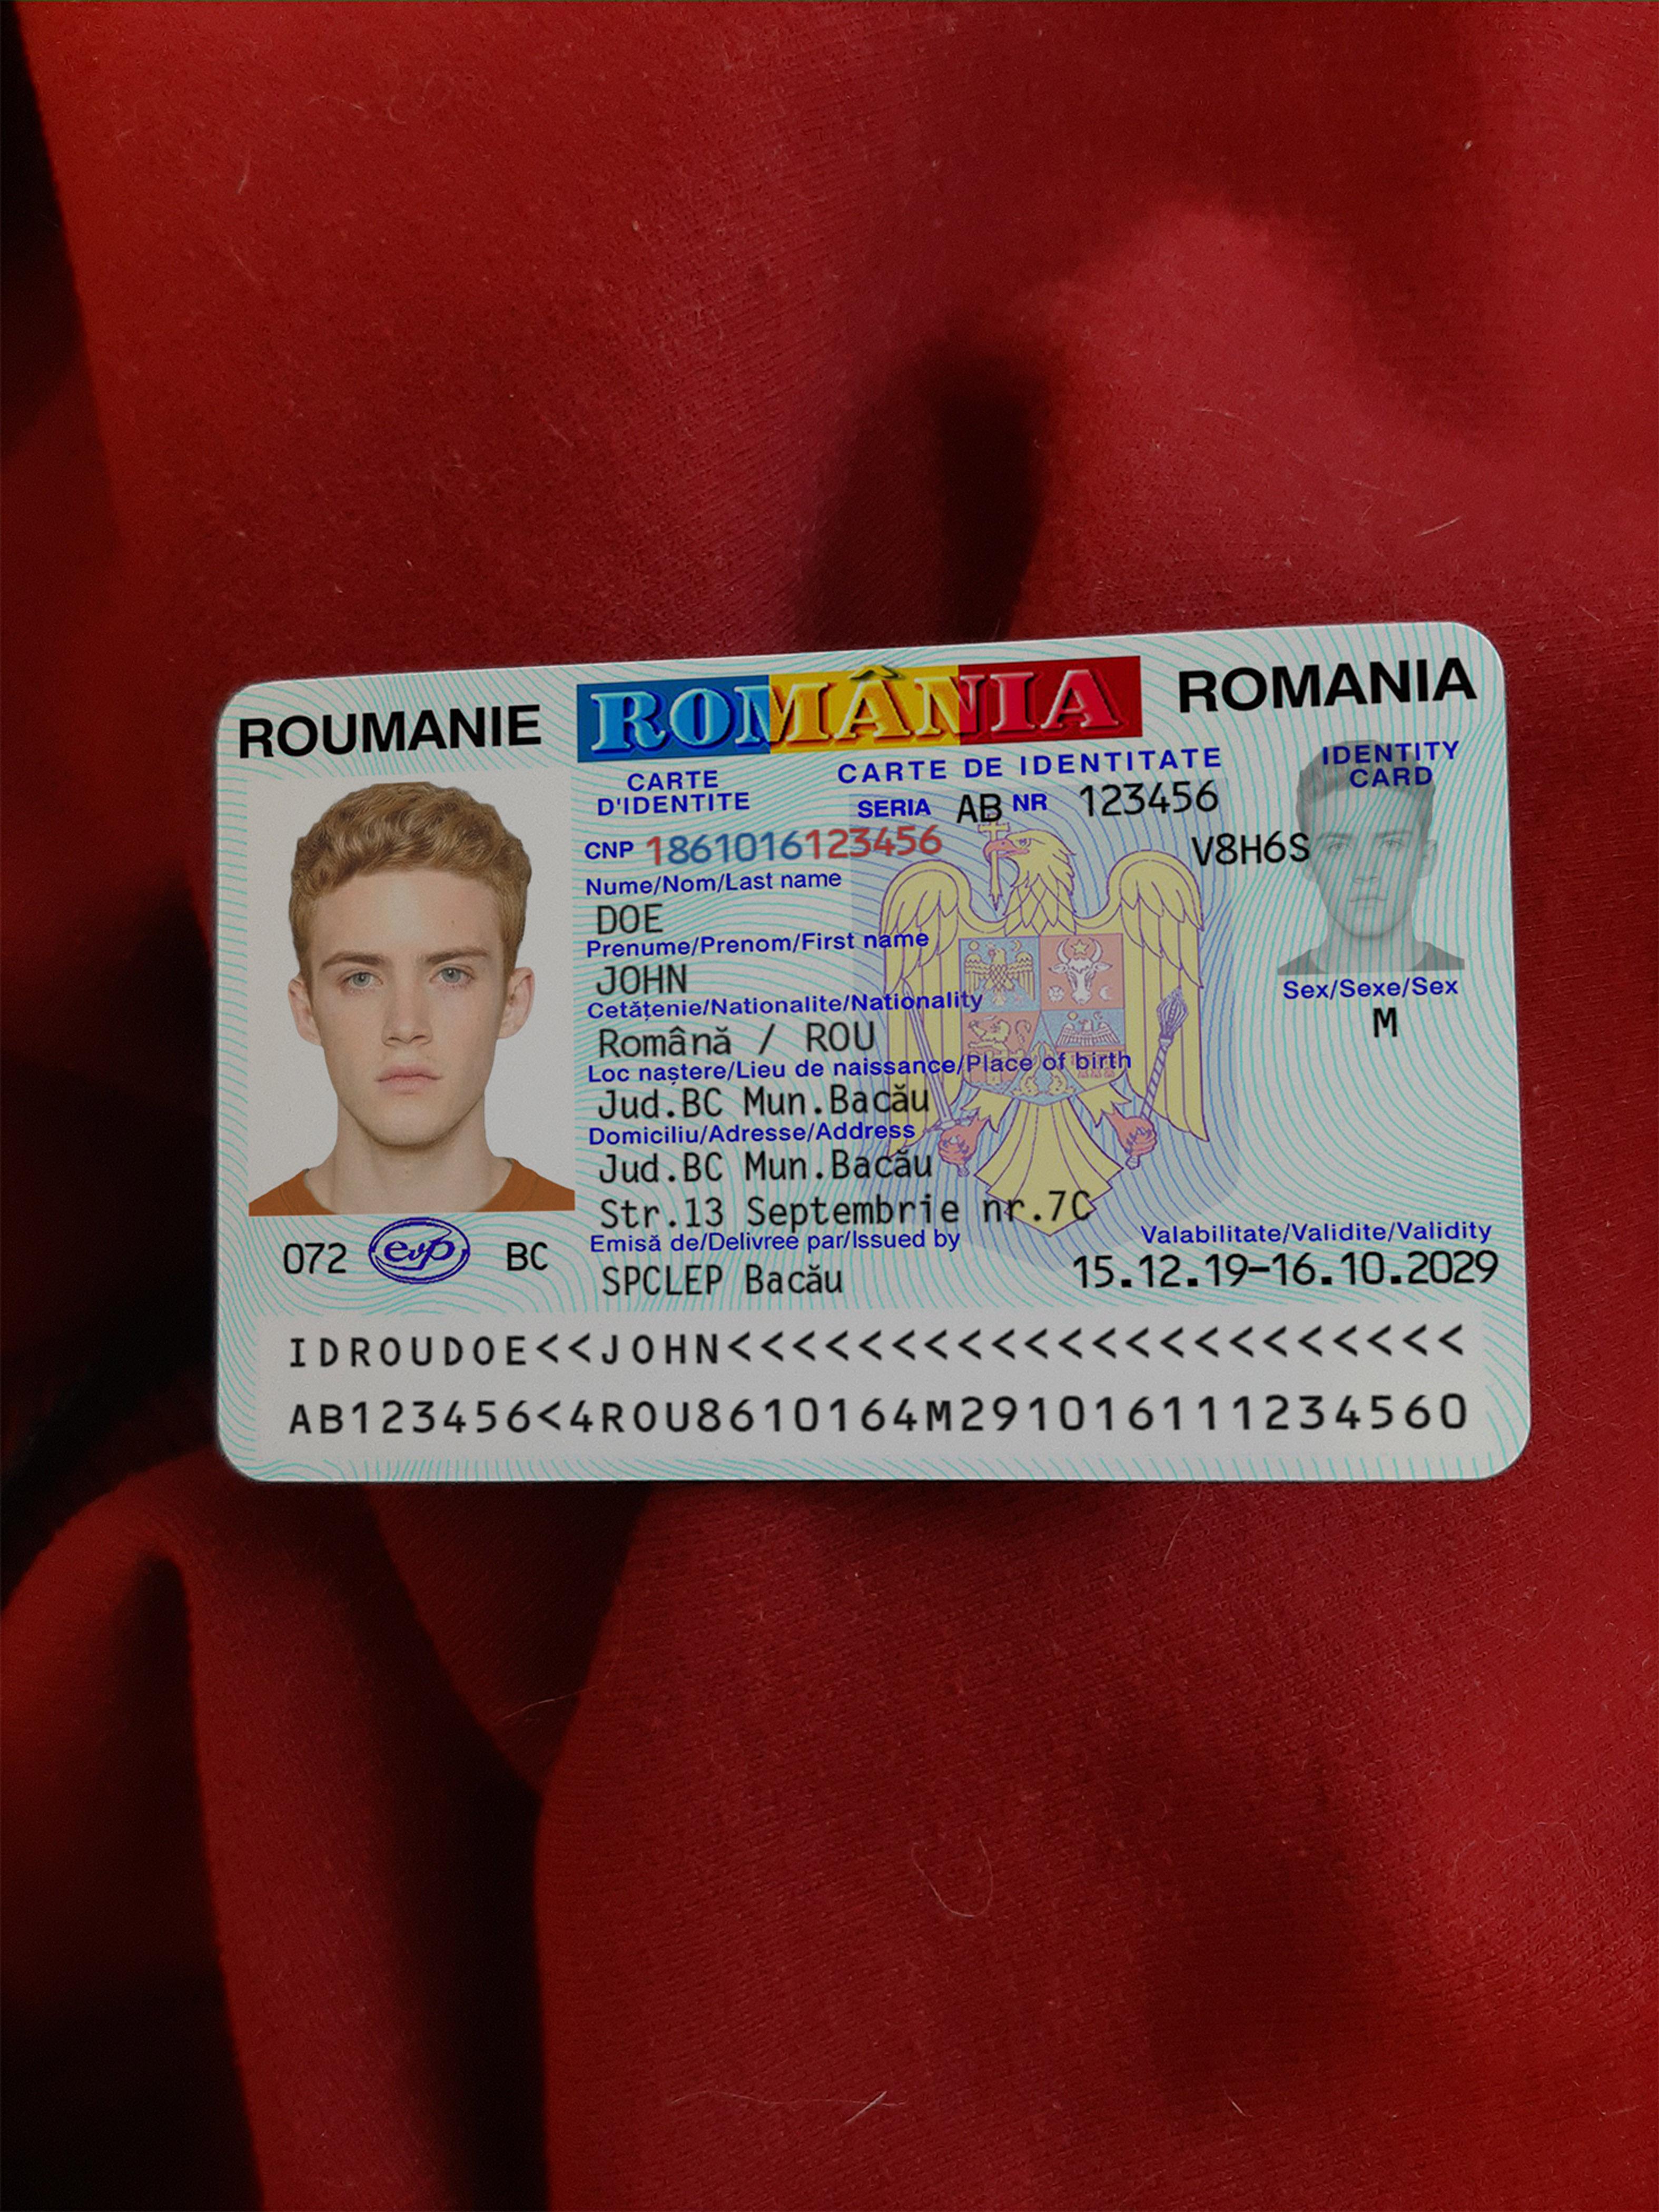 ROUMANIE ROMÂNIA ROMANIA
CARTE D'IDENTITE
CARTE DE IDENTITATE
IDENTITY CARD
SERIA AB NR 123456
CNP 1861016123456
V8H6S
Nume/Nom/Last name
DOE
Prenume/Prenom/First name
JOHN
Cetățenie/Nationalite/Nationality
Română / ROU
Sex/Sexe/Sex
M
Loc naștere/Lieu de naissance/Place of birth
Jud.BC Mun.Bacău
Domiciliu/Adresse/Address
Jud.BC Mun.Bacău
Str.13 Septembrie nr.7C
Emisă de/Delivree par/Issued by
SPCLEP Bacău
Valabilitate/Validite/Validity
15.12.19-16.10.2029
072 evp BC
IDROUDOE<<JOHN<<<<<<<<<<<<<<<<<<<<<<
AB123456<4ROU8610164M291016111234560